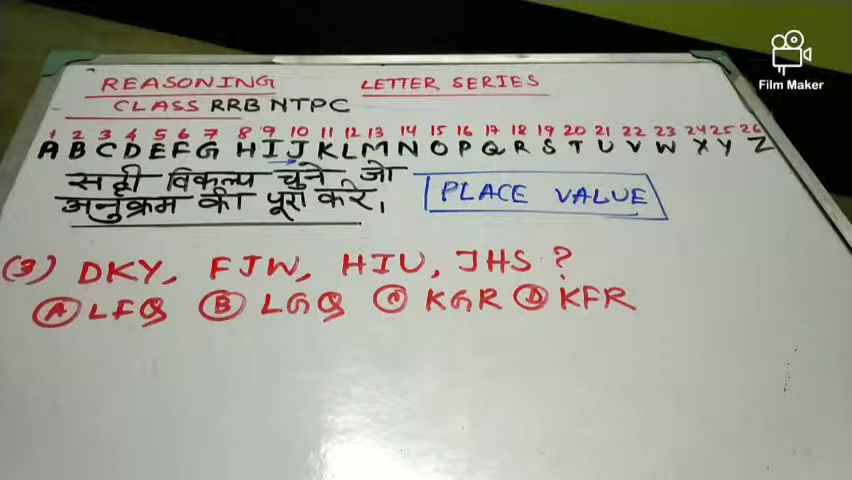 Film Maker
REASONING LETTER SERIES
CLASS RRB NTPC
1 2 3 4 5 6 7 8 9 10 11 12 13 14 15 16 17 18 19 20 21 22 23 24 25 26
A B C D E F G H I J K L M N O P Q R S T U V W X Y Z
सही विकल्प चुने जो
अनुक्रम को पूरा करे।
PLACE VALUE
(3) DKY, FJW, HIU, JHS ?
(A) LFQ (B) LGQ (C) KGR (D) KFR